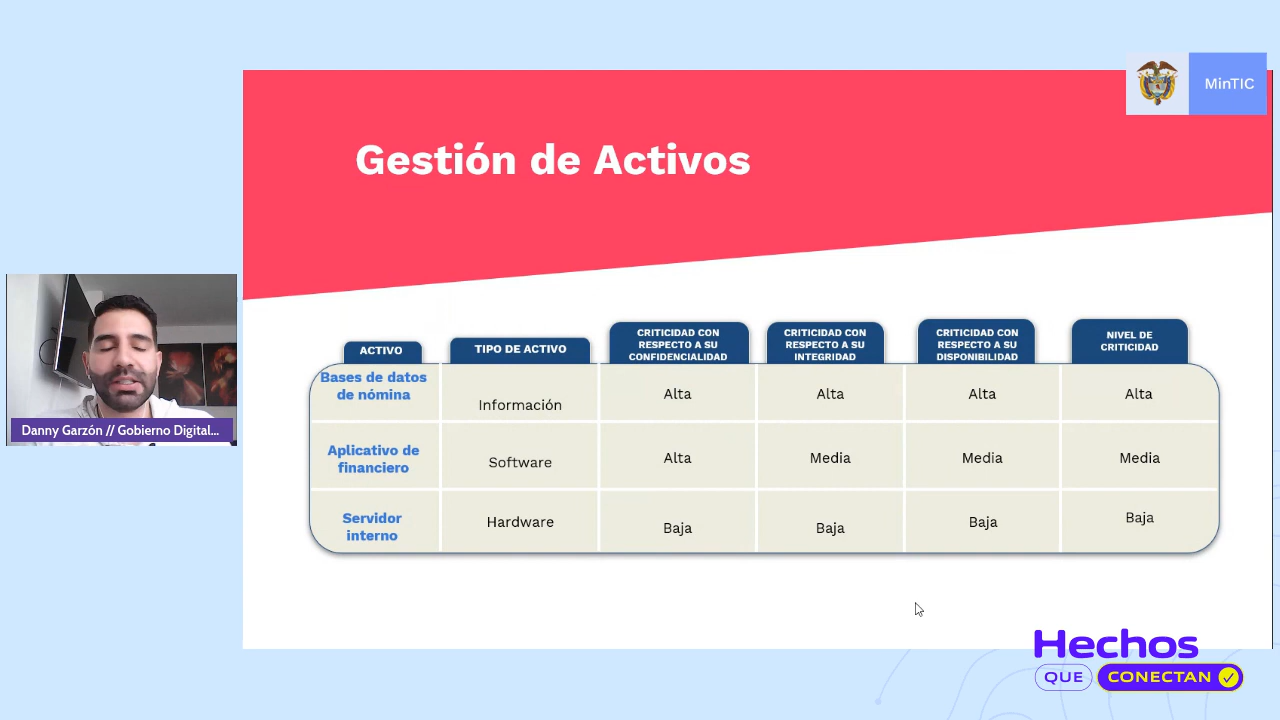 MinTIC
Gestión de Activos
ACTIVO
TIPO DE ACTIVO
CRITICIDAD CON
RESPECTO A SU
CONFIDENCIALIDAD
CRITICIDAD CON
RESPECTO A SU
INTEGRIDAD
CRITICIDAD CON
RESPECTO A SU
DISPONIBILIDAD
NIVEL DE
CRITICIDAD
Bases de datos
de nómina
Información
Alta
Alta
Alta
Alta
Aplicativo de
financiero
Software
Alta
Media
Media
Media
Servidor
interno
Hardware
Baja
Baja
Baja
Baja
Danny Garzón // Gobierno Digital...
Hechos
QUE CONECTAN